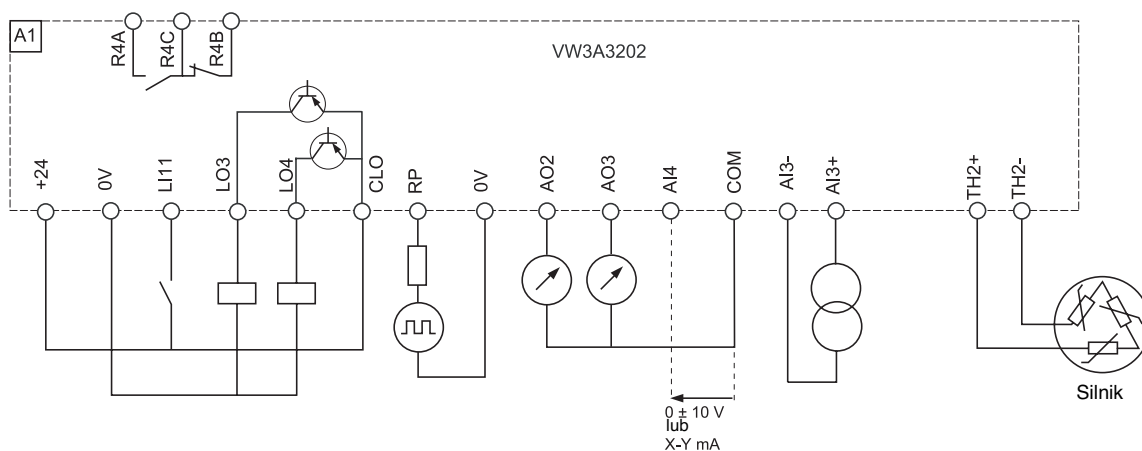 A1
R4A
R4C
R4B
VW3A3202
+24
0V
LI11
LO3
LO4
CLO
RP
0V
AO2
AO3
AI4
COM
AI3-
AI3+
TH2+
TH2-
Silnik
0 ± 10 V
lub
X-Y mA